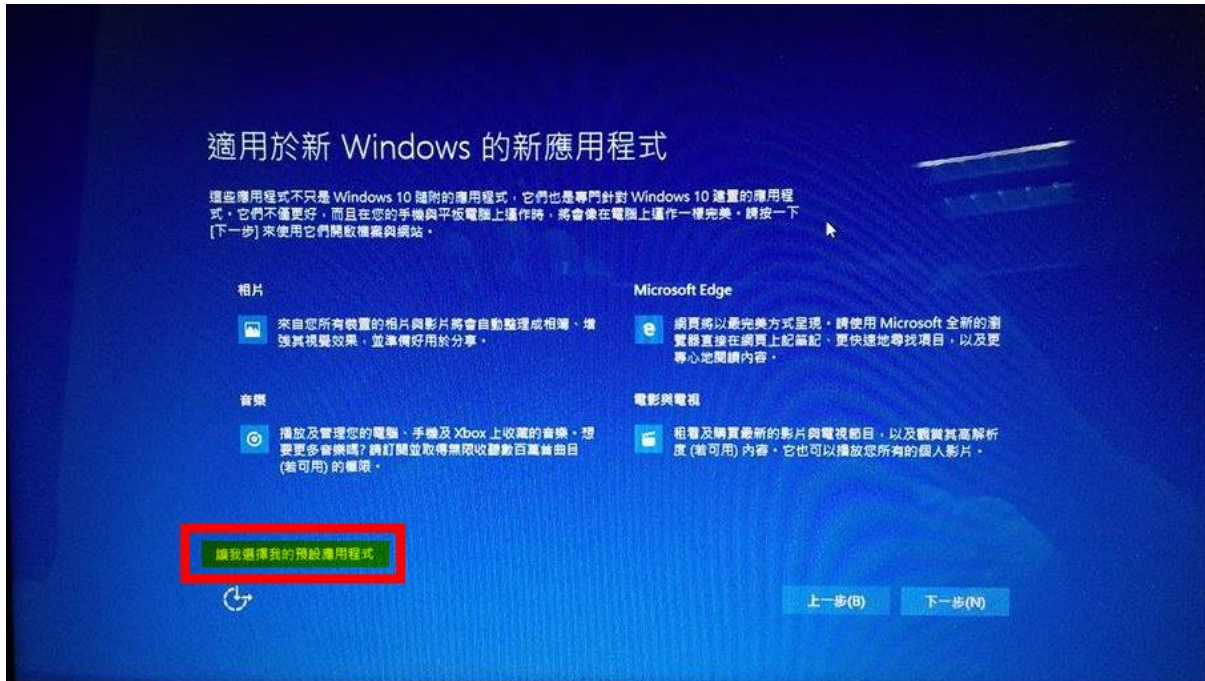 適用於新 Windows 的新應用程式
這些應用程式不只是 Windows 10 隨附的應用程式,它們也是專門針對 Windows 10 建置的應用程
式。它們不僅更好,而且在您的手機與平板電腦上運作時,將會像在電腦上運作一樣完美。請按一下
[下一步] 來使用它們開啟檔案與網站。
相片
來自您所有裝置的相片與影片將會自動整理成相簿、增
強其視覺效果,並準備好用於分享。
Microsoft Edge
網頁將以最完美方式呈現。請使用 Microsoft 全新的瀏
覽器直接在網頁上記筆記、更快速地尋找項目,以及更
專心地閱讀內容。
音樂
播放及管理您的電腦、手機及 Xbox 上收藏的音樂。想
要更多音樂嗎? 請訂閱並取得無限收聽數百萬首曲目
(若可用) 的權限。
電影與電視
租看及購買最新的影片與電視節目,以及觀賞其高解析
度 (若可用) 內容。它也可以播放您所有的個人影片。
讓我選擇我的預設應用程式
上一步(B)
下一步(N)